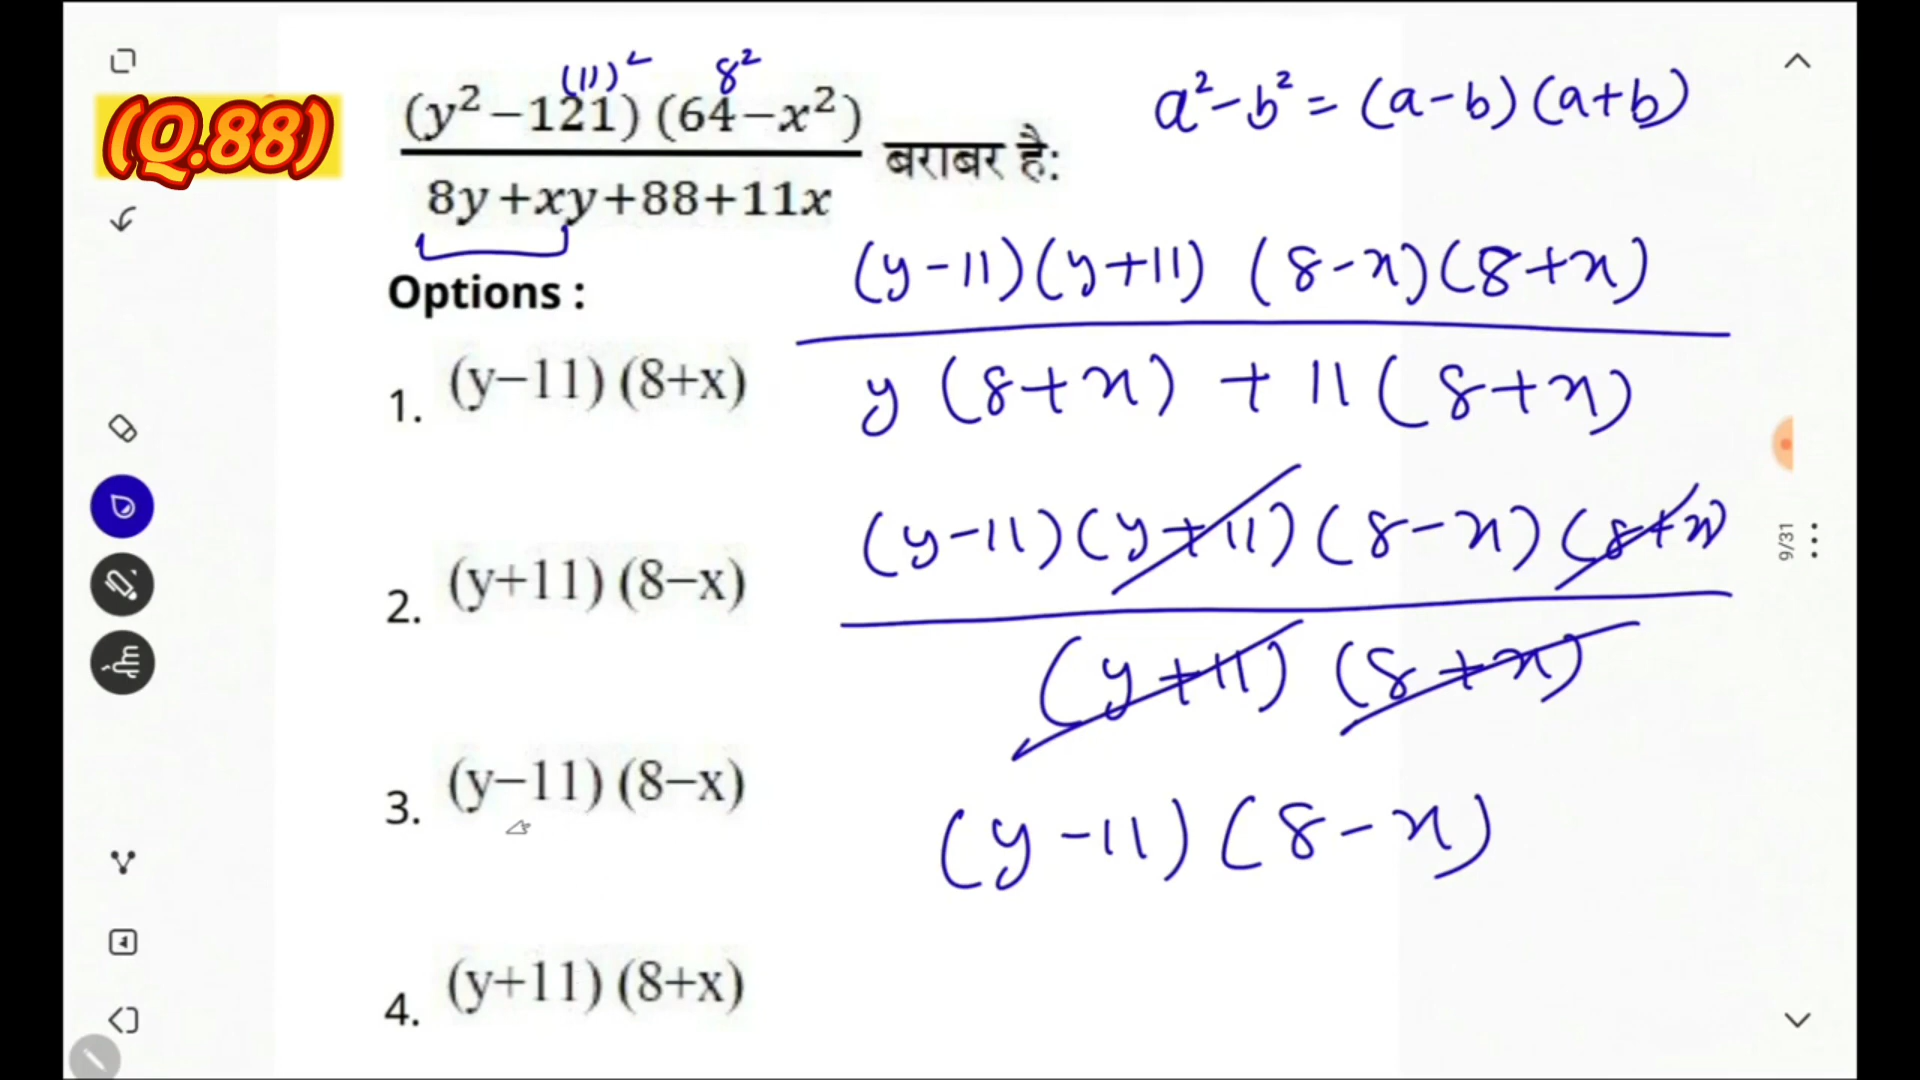 (11)² 8²
(Q.88)
(y²−121) (64−x²)
8y+xy+88+11x
बराबर है:
a²-b² = (a-b)(a+b)
Options :
(y-11)(y+11) (8-x)(8+x)
y (8+x) + 11(8+x)
1. (y−11) (8+x)
(y-11)(y+11)(8-x)(8+x)
(y+11)(8+x)
2. (y+11) (8−x)
3. (y−11) (8−x)
(y-11)(8-x)
4. (y+11) (8+x)
9/31